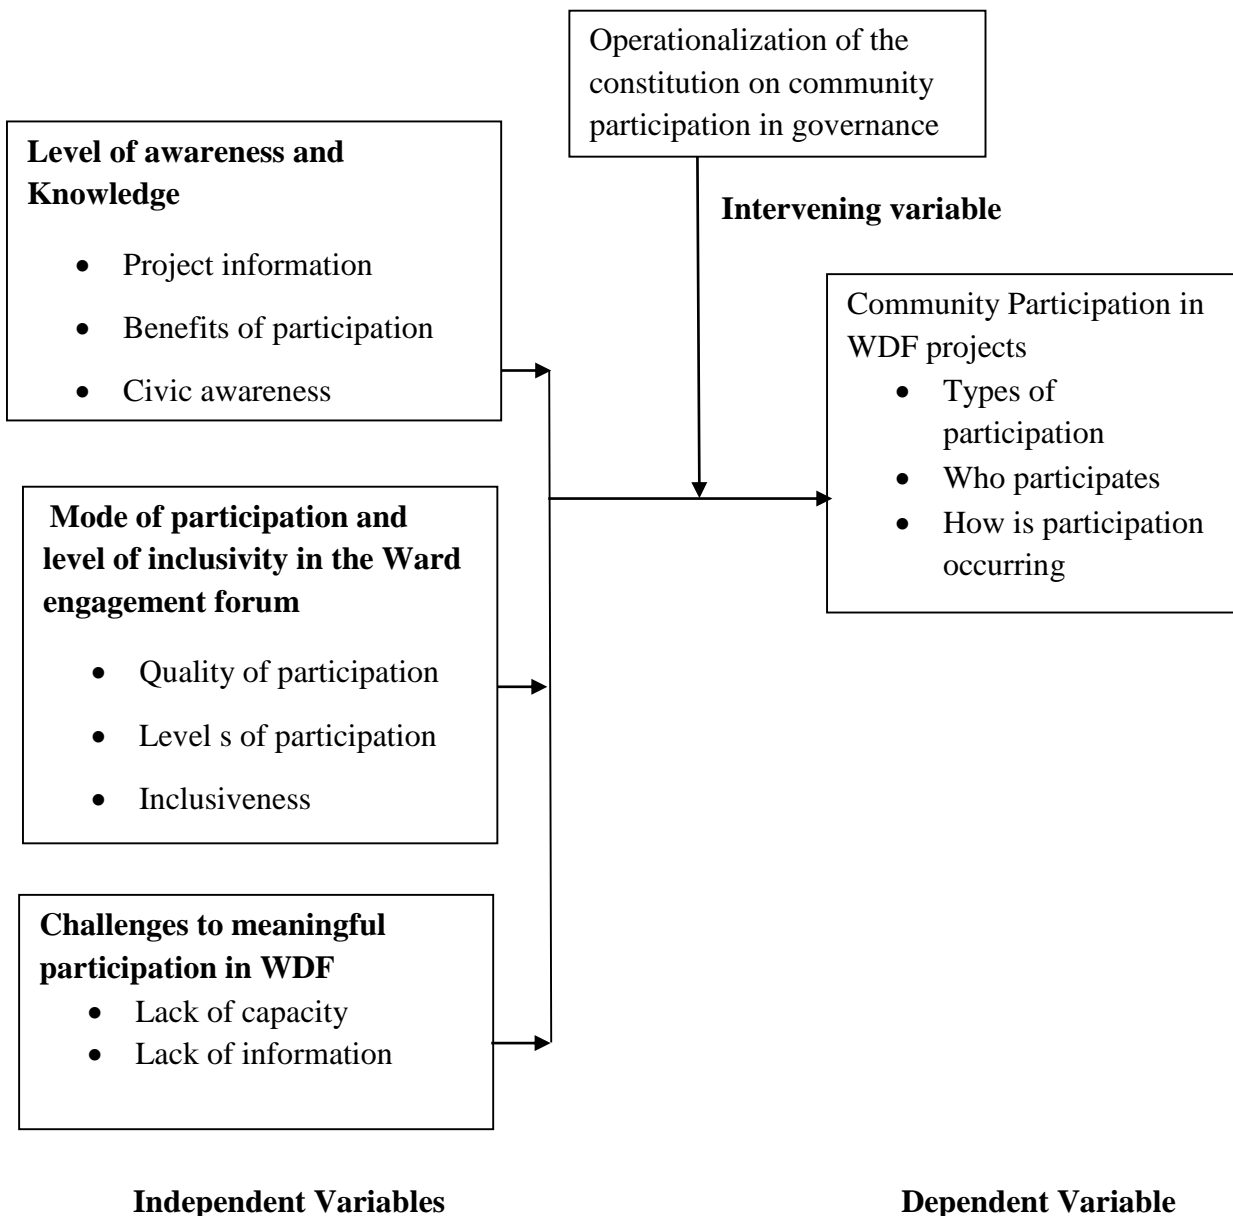 Operationalization of the
constitution on community
participation in governance
Level of awareness and
Knowledge
• Project information
• Benefits of participation
• Civic awareness
Intervening variable
Community Participation in
WDF projects
• Types of
participation
• Who participates
• How is participation
occurring
Mode of participation and
level of inclusivity in the Ward
engagement forum
• Quality of participation
• Level s of participation
• Inclusiveness
Challenges to meaningful
participation in WDF
• Lack of capacity
• Lack of information
Independent Variables
Dependent Variable